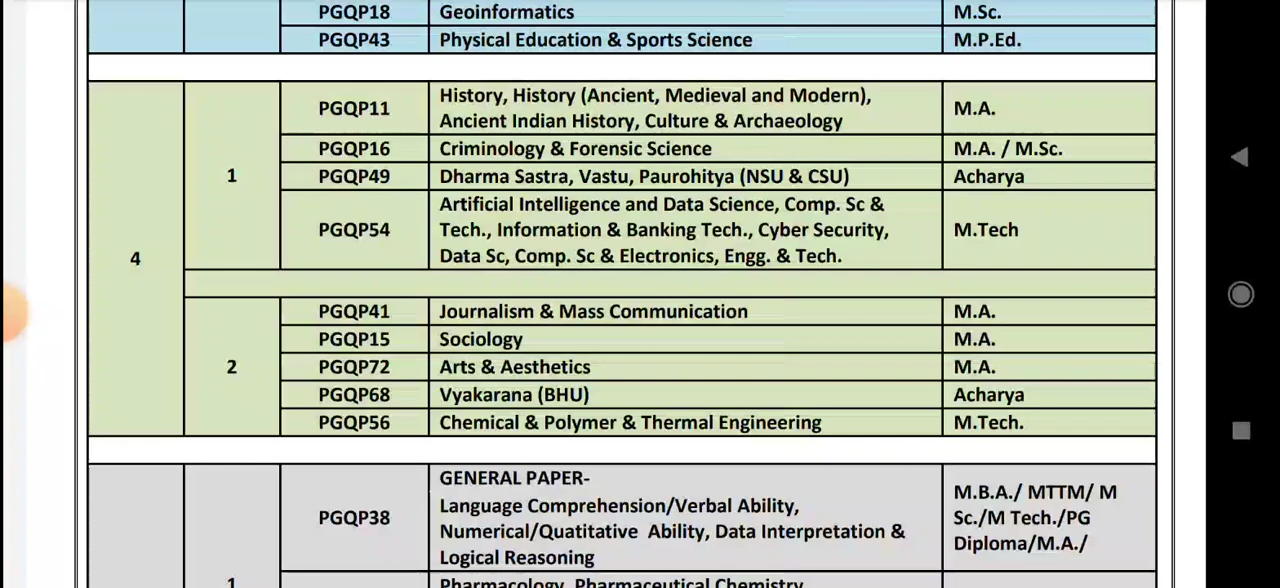 PGQP18 Geoinformatics M.Sc.
PGQP43 Physical Education & Sports Science M.P.Ed.
4
1
PGQP11 History, History (Ancient, Medieval and Modern), Ancient Indian History, Culture & Archaeology M.A.
PGQP16 Criminology & Forensic Science M.A. / M.Sc.
PGQP49 Dharma Sastra, Vastu, Paurohitya (NSU & CSU) Acharya
PGQP54 Artificial Intelligence and Data Science, Comp. Sc &
Tech., Information & Banking Tech., Cyber Security, M.Tech
Data Sc, Comp. Sc & Electronics, Engg. & Tech.
2
PGQP41 Journalism & Mass Communication M.A.
PGQP15 Sociology M.A.
PGQP72 Arts & Aesthetics M.A.
PGQP68 Vyakarana (BHU) Acharya
PGQP56 Chemical & Polymer & Thermal Engineering M.Tech.
1
PGQP38
GENERAL PAPER-
Language Comprehension/Verbal Ability,
Numerical/Quatitative Ability, Data Interpretation &
Logical Reasoning
M.B.A./ MTTM/ M
Sc./M Tech./PG
Diploma/M.A./
Pharmacology, Pharmaceutical Chemistry